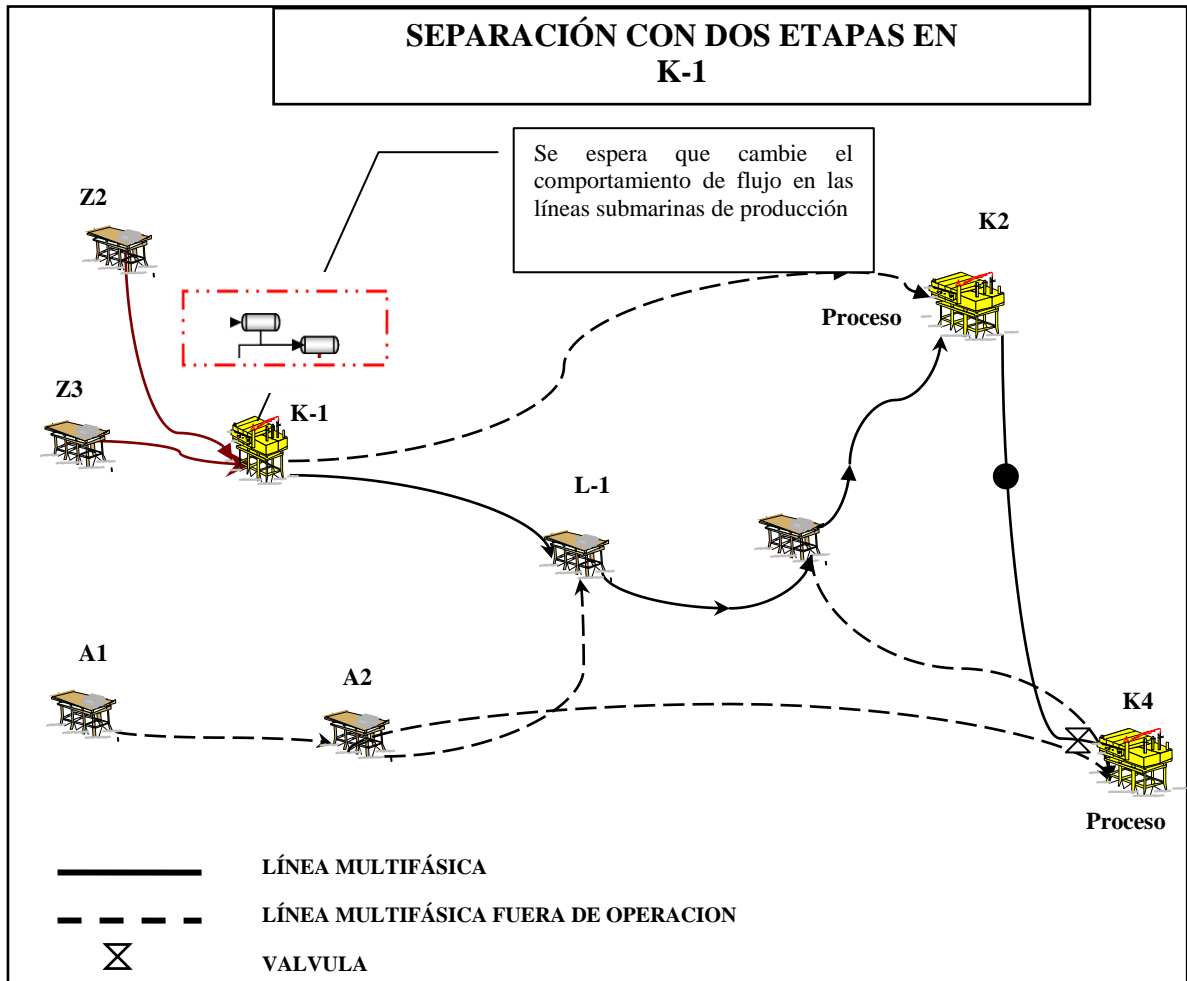 SEPARACIÓN CON DOS ETAPAS EN
K-1
Se espera que cambie el
comportamiento de flujo en las
líneas submarinas de producción
Z2
K2
Proceso
Z3
K-1
L-1
A1
A2
K4
Proceso
LÍNEA MULTIFÁSICA
LÍNEA MULTIFÁSICA FUERA DE OPERACION
VALVULA